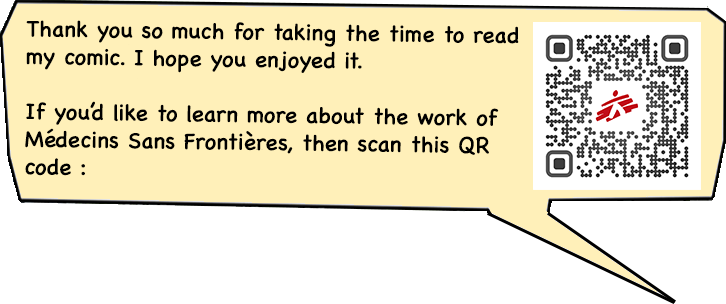 Thank you so much for taking the time to read
my comic. I hope you enjoyed it.
If you'd like to learn more about the work of
Médecins Sans Frontières, then scan this QR
code :